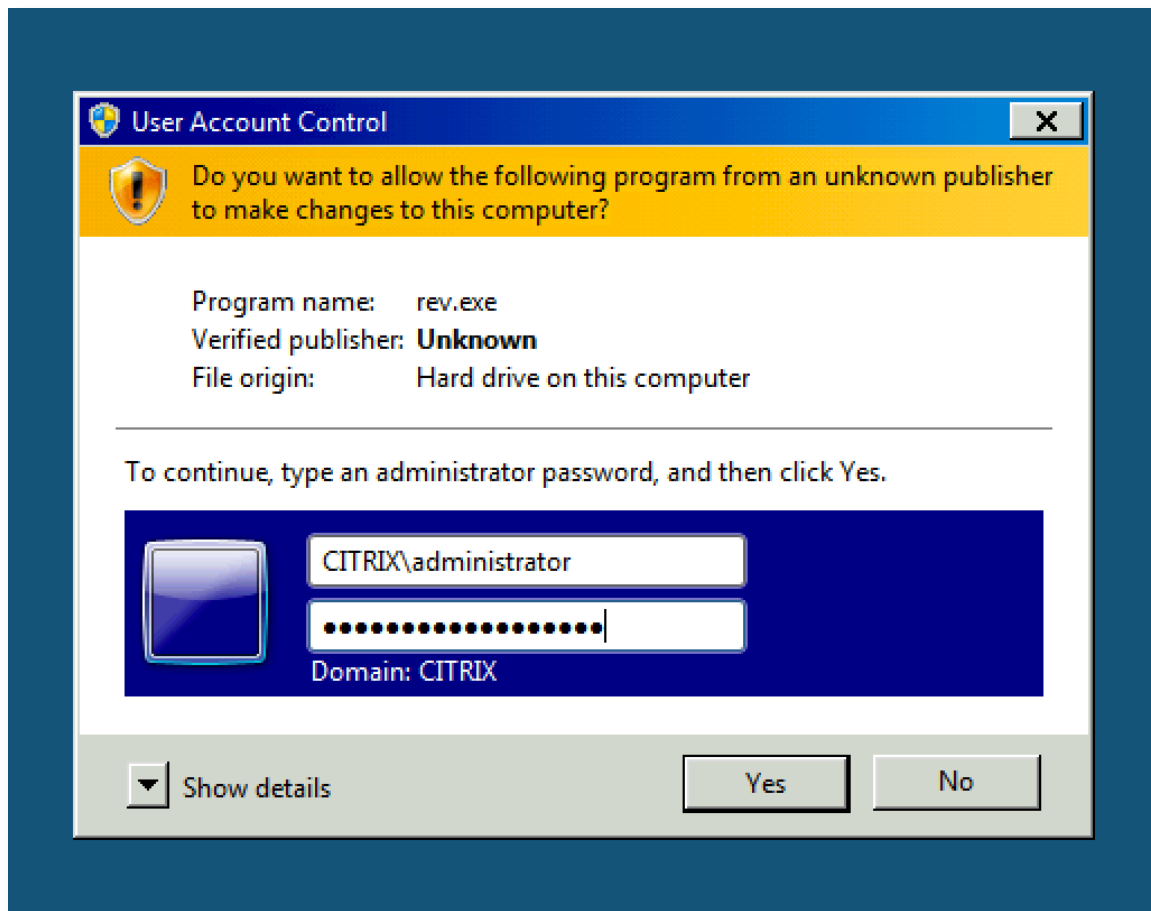 User Account Control
Do you want to allow the following program from an unknown publisher
to make changes to this computer?
Program name: rev.exe
Verified publisher: Unknown
File origin: Hard drive on this computer
To continue, type an administrator password, and then click Yes.
CITRIX\administrator
••••••••••••••••••
Domain: CITRIX
Show details
Yes
No